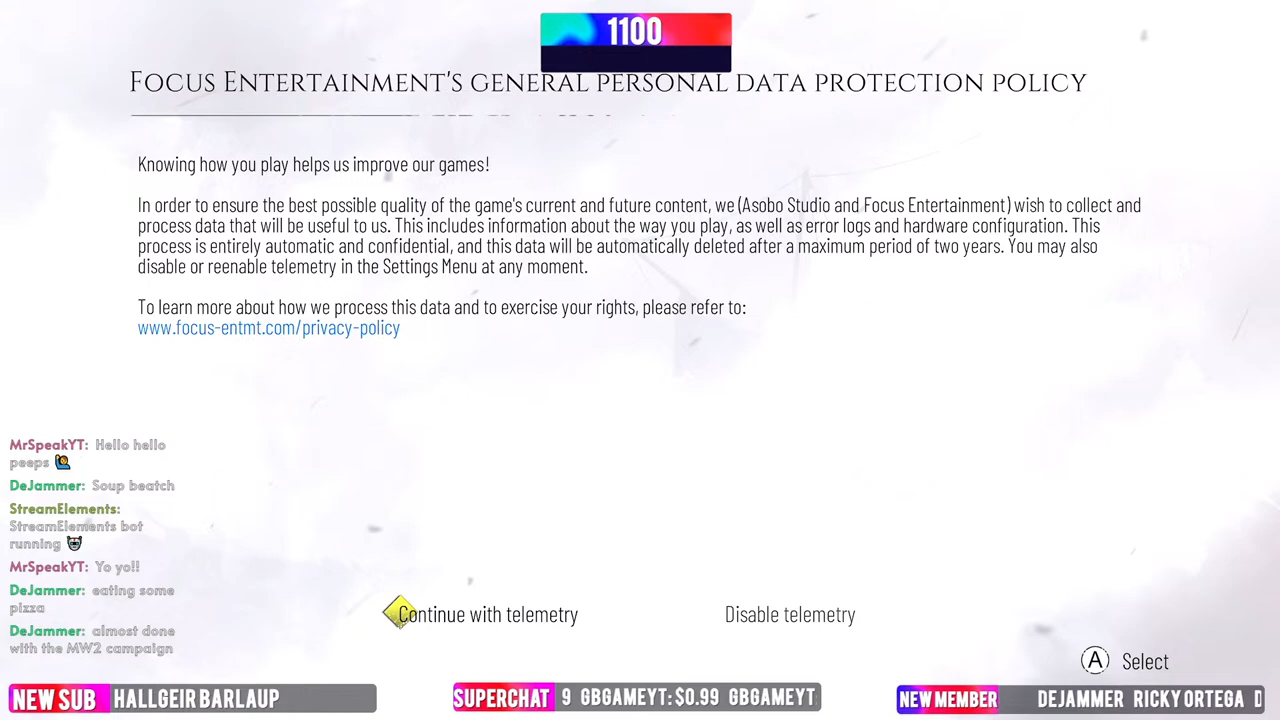 1100
FOCUS ENTERTAINMENT'S GENERAL PERSONAL DATA PROTECTION POLICY
Knowing how you play helps us improve our games!
In order to ensure the best possible quality of the game's current and future content, we (Asobo Studio and Focus Entertainment) wish to collect and
process data that will be useful to us. This includes information about the way you play, as well as error logs and hardware configuration. This
process is entirely automatic and confidential, and this data will be automatically deleted after a maximum period of two years. You may also
disable or reenable telemetry in the Settings Menu at any moment.
To learn more about how we process this data and to exercise your rights, please refer to:
www.focus-entmt.com/privacy-policy
MrSpeakYT: Hello hello
peeps
DeJammer: Soup beatch
StreamElements:
StreamElements bot
running
MrSpeakYT: Yo yo!!
DeJammer: eating some
pizza
DeJammer: almost done
with the MW2 campaign
Continue with telemetry
Disable telemetry
A Select
NEW SUB HALLGEIR BARLAUP
SUPERCHAT 9 GBGAMEYT: $0.99 GBGAMEYT
NEW MEMBER DEJAMMER RICKY ORTEGA D